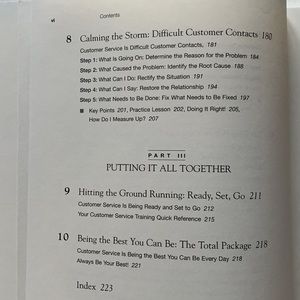 vi Contents
8 Calming the Storm: Difficult Customer Contacts 180
Customer Service Is Difficult Customer Contacts, 181
Step 1: What Is Going On: Determine the Reason for the Problem 184
Step 2: What Caused the Problem: Identify the Root Cause 188
Step 3: What Can I Do: Rectify the Situation 191
Step 4: What Can I Say: Restore the Relationship 194
Step 5: What Needs to Be Done: Fix What Needs to Be Fixed 197
■ Key Points 201, Practice Lesson 202, Doing It Right! 205,
How Do I Measure Up? 207
PART III
PUTTING IT ALL TOGETHER
9 Hitting the Ground Running: Ready, Set, Go 211
Customer Service Is Being Ready and Set to Go 212
Your Customer Service Training Quick Reference 215
10 Being the Best You Can Be: The Total Package 218
Customer Service Is Being the Best You Can Be Every Day 218
Always Be Your Best! 221
Index 223